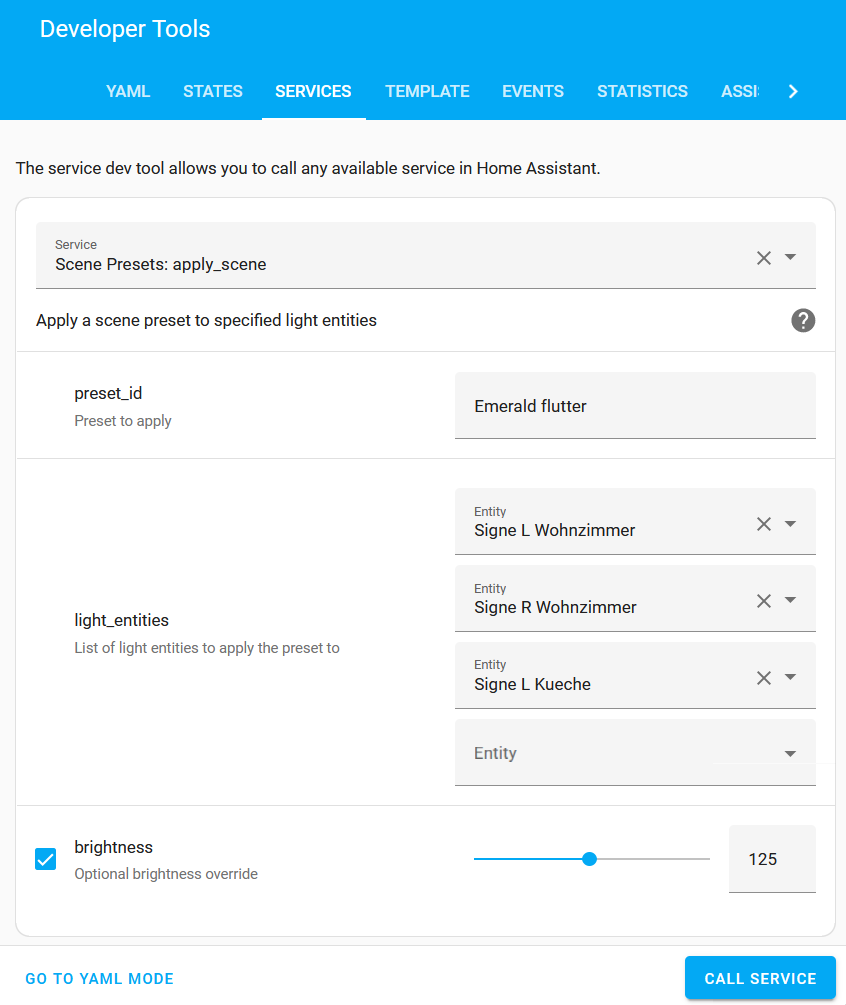 Developer Tools
YAML STATES SERVICES TEMPLATE EVENTS STATISTICS ASSI
The service dev tool allows you to call any available service in Home Assistant.
Service
Scene Presets: apply_scene
Apply a scene preset to specified light entities
preset_id
Preset to apply
Emerald flutter
light_entities
List of light entities to apply the preset to
Entity
Signe L Wohnzimmer
Entity
Signe R Wohnzimmer
Entity
Signe L Kueche
Entity
brightness
Optional brightness override
125
GO TO YAML MODE
CALL SERVICE